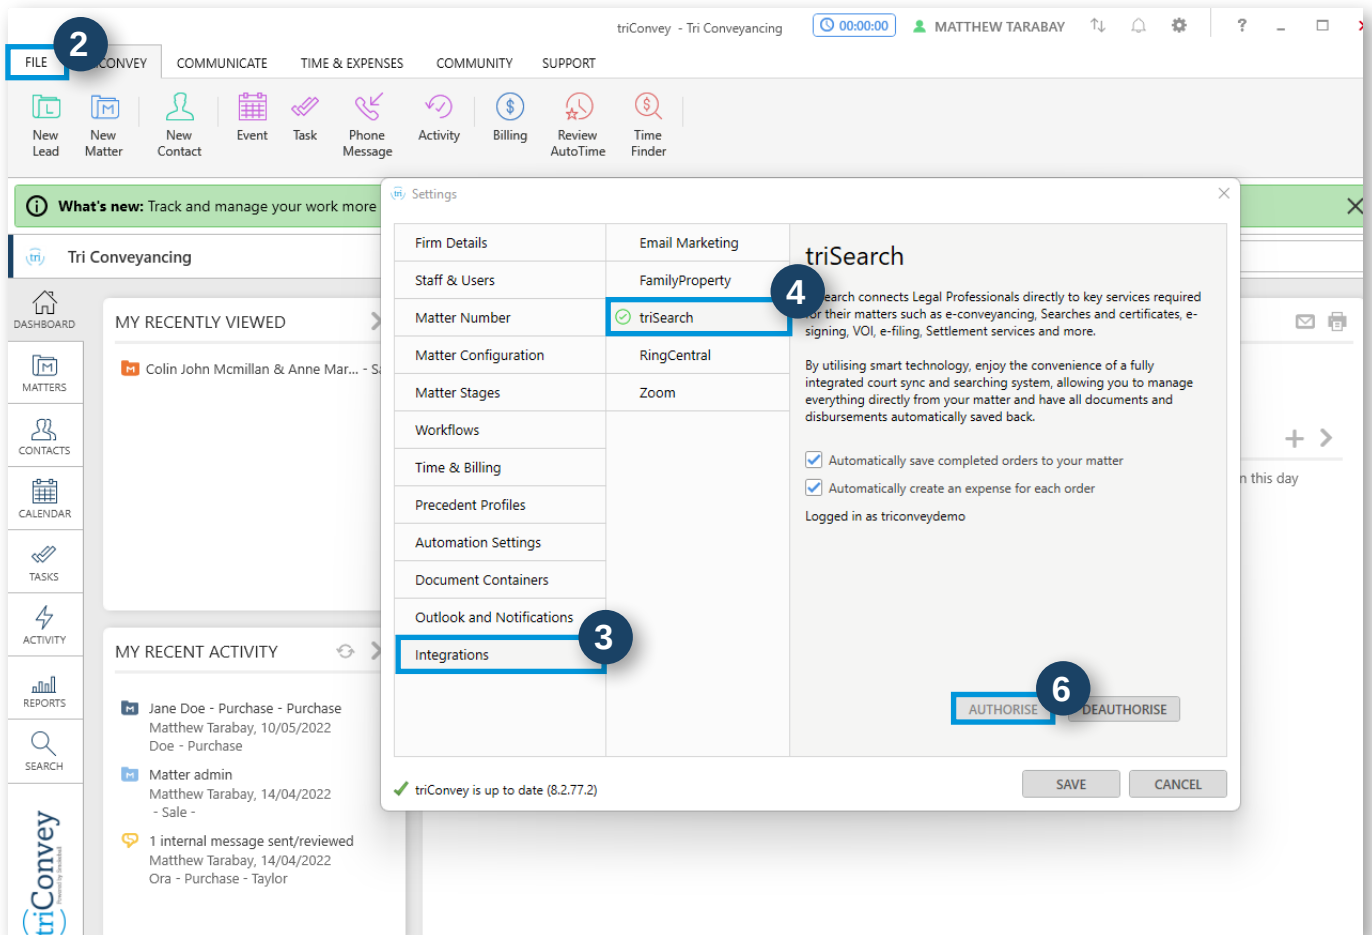 triConvey - Tri Conveyancing
00:00:00
MATTHEW TARABAY
?
2
FILE
CONVEY
COMMUNICATE
TIME & EXPENSES
COMMUNITY
SUPPORT
New
Lead
New
Matter
New
Contact
Event
Task
Phone
Message
Activity
Billing
Review
AutoTime
Time
Finder
What's new: Track and manage your work more
tri
Tri Conveyancing
DASHBOARD
MATTERS
CONTACTS
CALENDAR
TASKS
ACTIVITY
REPORTS
SEARCH
triConvey
Powered by Smokeball
MY RECENTLY VIEWED
Colin John Mcmillan & Anne Mar... - Sa
MY RECENT ACTIVITY
Jane Doe - Purchase - Purchase
Matthew Tarabay, 10/05/2022
Doe - Purchase
Matter admin
Matthew Tarabay, 14/04/2022
- Sale -
1 internal message sent/reviewed
Matthew Tarabay, 14/04/2022
Ora - Purchase - Taylor
n this day
tri
Settings
Firm Details
Staff & Users
Matter Number
Matter Configuration
Matter Stages
Workflows
Time & Billing
Precedent Profiles
Automation Settings
Document Containers
Outlook and Notifications
3
Integrations
Email Marketing
FamilyProperty
4
triSearch
RingCentral
Zoom
triSearch
earch connects Legal Professionals directly to key services required
for their matters such as e-conveyancing, Searches and certificates, e-
signing, VOI, e-filing, Settlement services and more.
By utilising smart technology, enjoy the convenience of a fully
integrated court sync and searching system, allowing you to manage
everything directly from your matter and have all documents and
disbursements automatically saved back.
Automatically save completed orders to your matter
Automatically create an expense for each order
Logged in as triconveydemo
6
AUTHORISE
DEAUTHORISE
triConvey is up to date (8.2.77.2)
SAVE
CANCEL